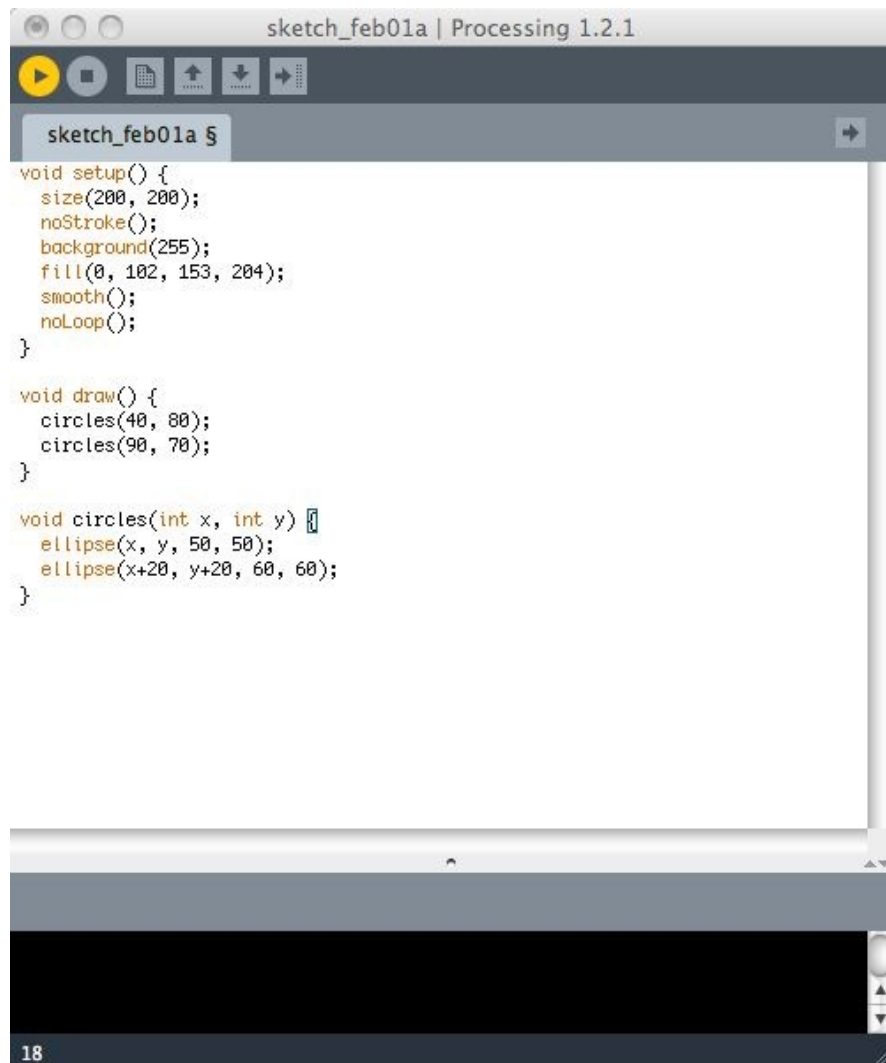 sketch_feb01a | Processing 1.2.1
sketch_feb01a §
void setup() {
  size(200, 200);
  noStroke();
  background(255);
  fill(0, 102, 153, 204);
  smooth();
  noLoop();
}

void draw() {
  circles(40, 80);
  circles(90, 70);
}

void circles(int x, int y) {
  ellipse(x, y, 50, 50);
  ellipse(x+20, y+20, 60, 60);
}
18